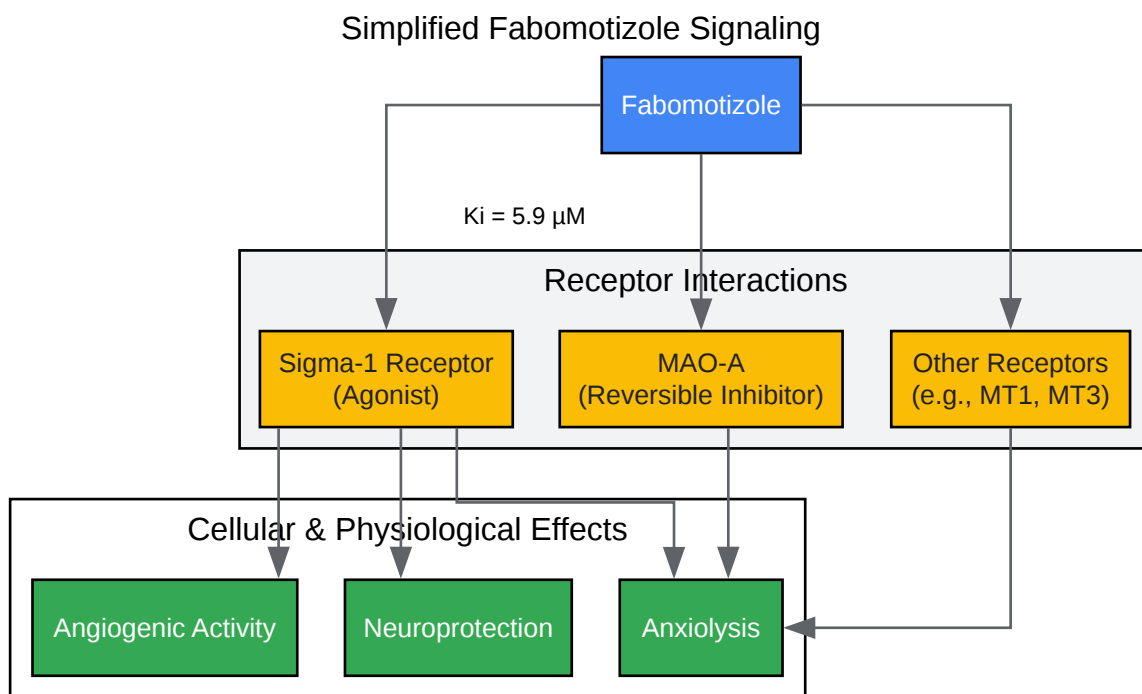 Simplified Fabomotizole Signaling
Fabomotizole
Ki = 5.9 µM
Receptor Interactions
Sigma-1 Receptor
(Agonist)
MAO-A
(Reversible Inhibitor)
Other Receptors
(e.g., MT1, MT3)
Cellular & Physiological Effects
Angiogenic Activity
Neuroprotection
Anxiolysis